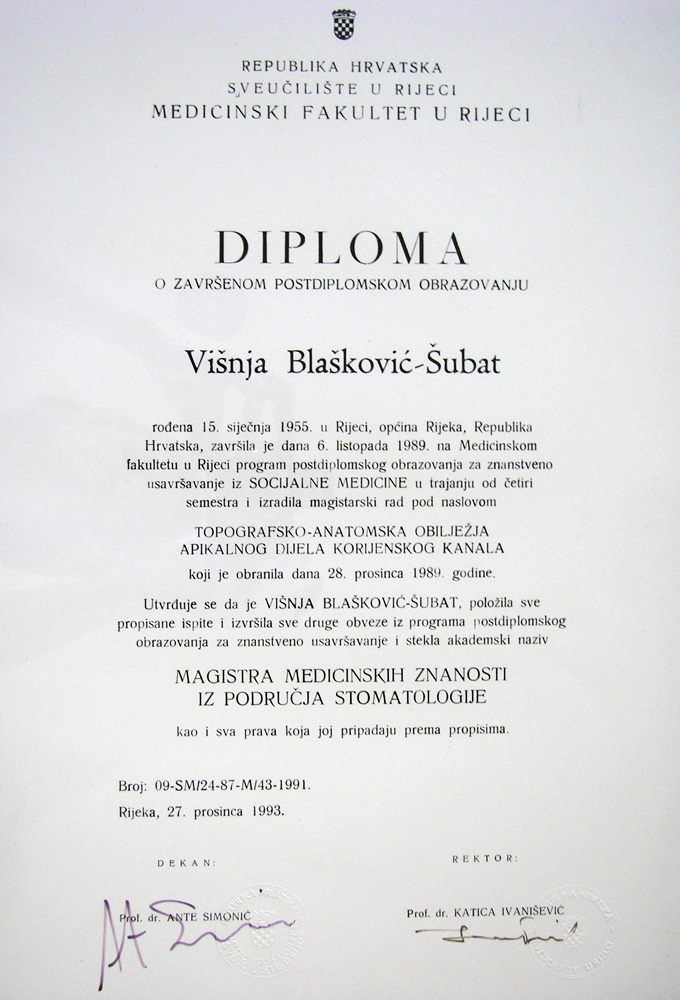 REPUBLIKA HRVATSKA
SVEUČILIŠTE U RIJECI
MEDICINSKI FAKULTET U RIJECI
DIPLOMA
O ZAVRŠENOM POSTDIPLOMSKOM OBRAZOVANJU
Višnja Blašković-Šubat
rođena 15. siječnja 1955. u Rijeci, općina Rijeka, Republika
Hrvatska, završila je dana 6. listopada 1989. na Medicinskom
fakultetu u Rijeci program postdiplomskog obrazovanja za znanstveno
usavršavanje iz SOCIJALNE MEDICINE u trajanju od četiri
semestra i izradila magistarski rad pod naslovom
TOPOGRAFSKO-ANATOMSKA OBILJEŽJA
APIKALNOG DIJELA KORIJENSKOG KANALA
koji je obranila dana 28. prosinca 1989. godine.
Utvrđuje se da je VIŠNJA BLAŠKOVIĆ-ŠUBAT, položila sve
propisane ispite i izvršila sve druge obveze iz programa postdiplomskog
obrazovanja za znanstveno usavršavanje i stekla akademski naziv
MAGISTRA MEDICINSKIH ZNANOSTI
IZ PODRUČJA STOMATOLOGIJE
kao i sva prava koja joj pripadaju prema propisima.
Broj: 09-SM/24-87-M/43-1991.
Rijeka, 27. prosinca 1993.
DEKAN:
Prof. dr. ANTE SIMONIĆ
REKTOR:
Prof. dr. KATICA IVANIŠEVIĆ